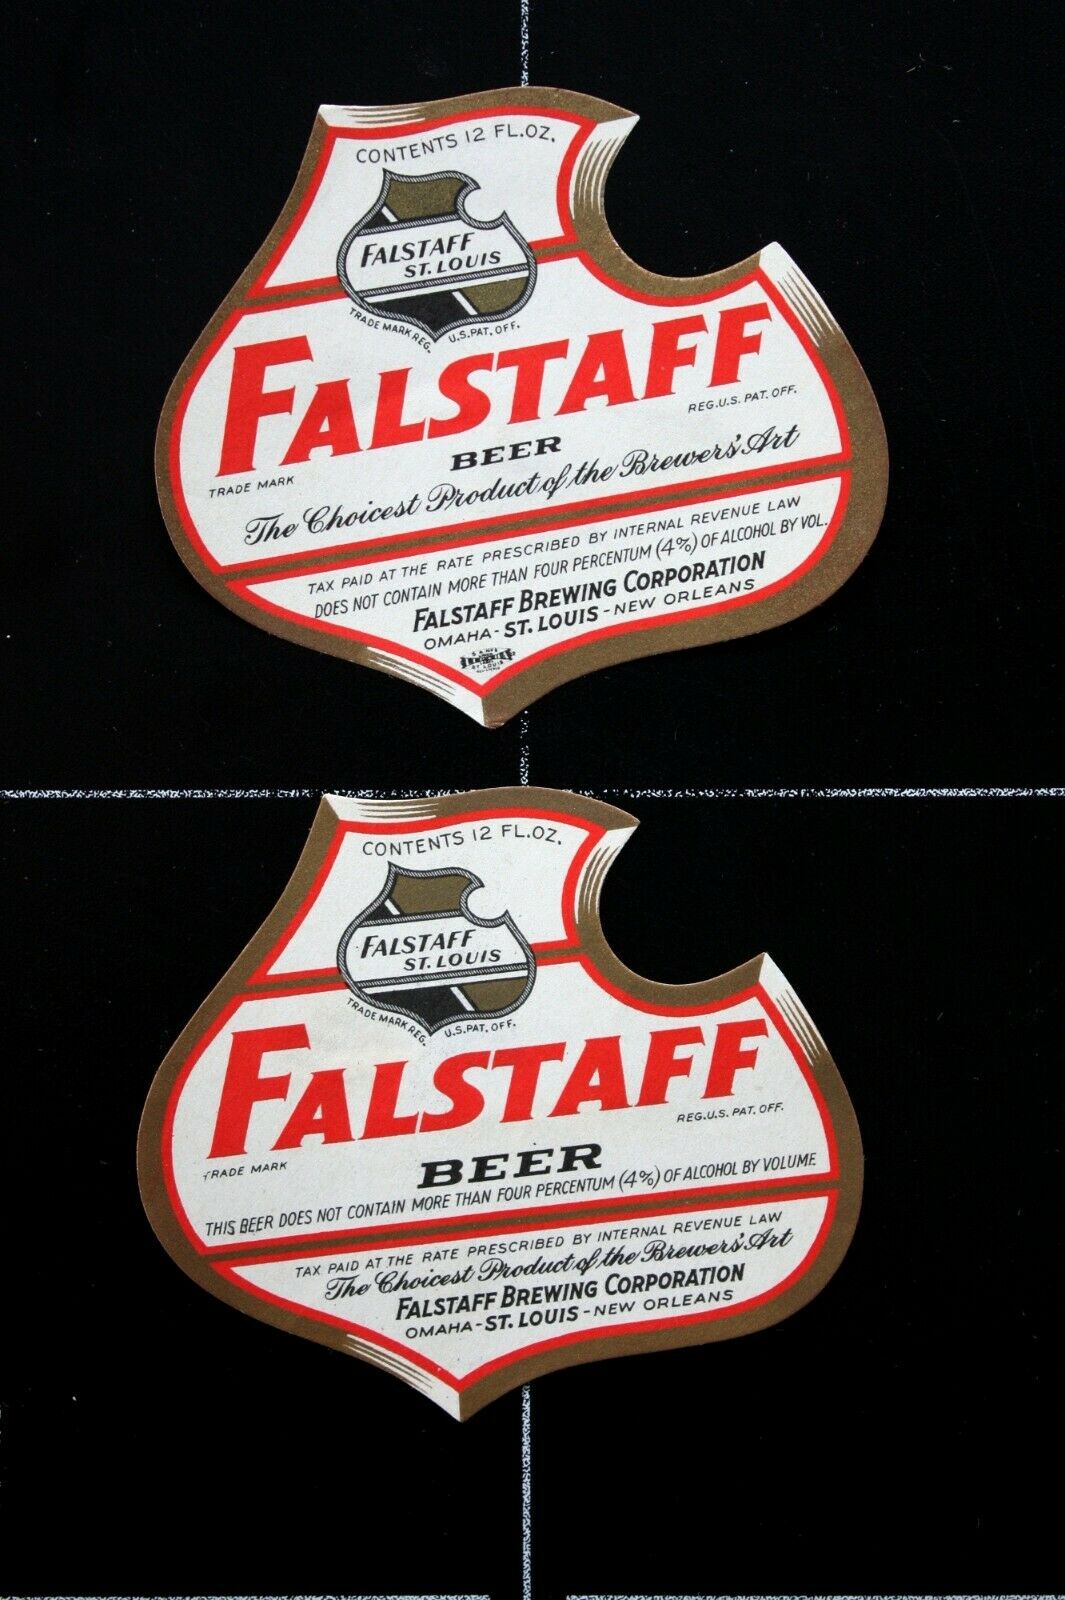 CONTENTS 12 FL.OZ.
FALSTAFF
ST. LOUIS
TRADE MARK REG. U.S. PAT. OFF.
FALSTAFF
TRADE MARK
REG. U.S. PAT. OFF.
BEER
The Choicest Product of the Brewers' Art
TAX PAID AT THE RATE PRESCRIBED BY INTERNAL REVENUE LAW
DOES NOT CONTAIN MORE THAN FOUR PERCENTUM (4%) OF ALCOHOL BY VOL.
FALSTAFF BREWING CORPORATION
OMAHA - ST. LOUIS - NEW ORLEANS
CONTENTS 12 FL.OZ.
FALSTAFF
ST. LOUIS
TRADE MARK REG. U.S. PAT. OFF.
FALSTAFF
TRADE MARK
REG. U.S. PAT. OFF.
BEER
THIS BEER DOES NOT CONTAIN MORE THAN FOUR PERCENTUM (4%) OF ALCOHOL BY VOLUME
TAX PAID AT THE RATE PRESCRIBED BY INTERNAL REVENUE LAW
The Choicest Product of the Brewers' Art
FALSTAFF BREWING CORPORATION
OMAHA - ST. LOUIS - NEW ORLEANS